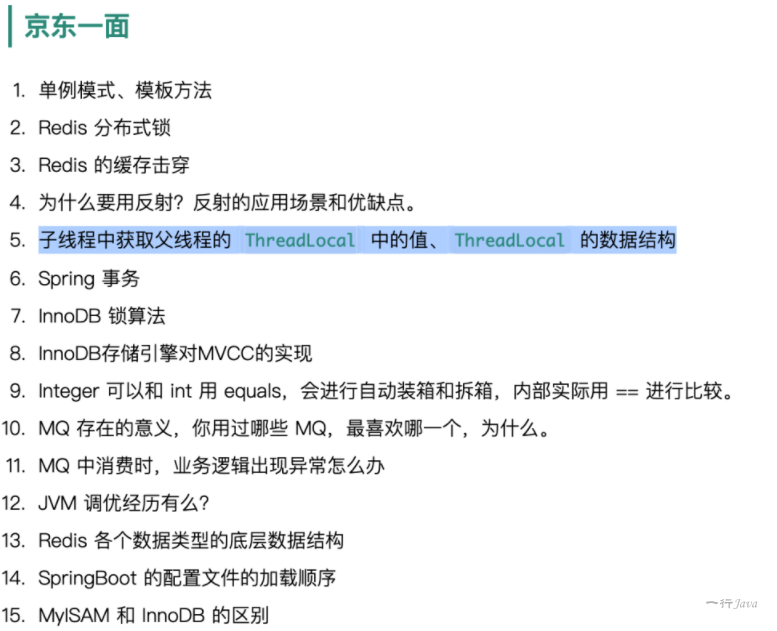 京东一面
1. 单例模式、模板方法
2. Redis 分布式锁
3. Redis 的缓存击穿
4. 为什么要用反射？反射的应用场景和优缺点。
5. 子线程中获取父线程的 ThreadLocal 中的值、ThreadLocal 的数据结构
6. Spring 事务
7. InnoDB 锁算法
8. InnoDB存储引擎对MVCC的实现
9. Integer 可以和 int 用 equals，会进行自动装箱和拆箱，内部实际用 == 进行比较。
10. MQ 存在的意义，你用过哪些 MQ，最喜欢哪一个，为什么。
11. MQ 中消费时，业务逻辑出现异常怎么办
12. JVM 调优经历有么？
13. Redis 各个数据类型的底层数据结构
14. SpringBoot 的配置文件的加载顺序
15. MyISAM 和 InnoDB 的区别
一行Java